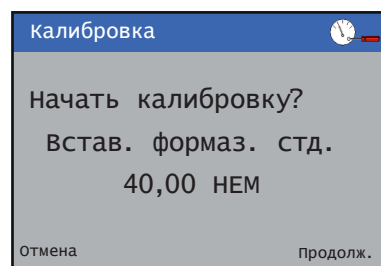 Калибровка
Начать калибровку?
Встав. формаз. стд.
40,00 НЕМ
Отмена
Продолж.